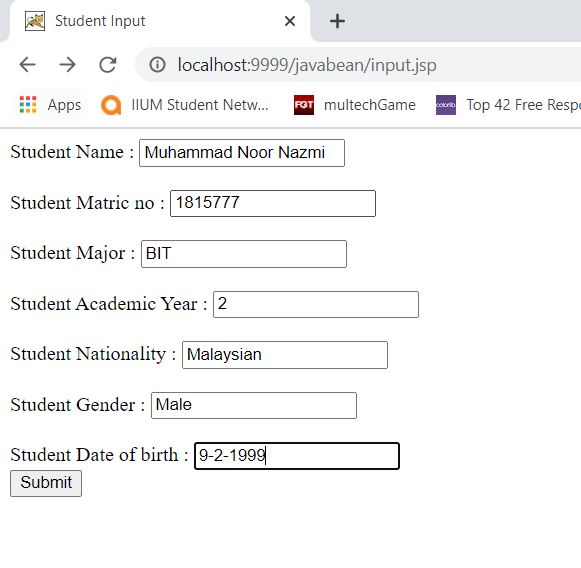 Student Input
localhost:9999/javabean/input.jsp
Apps IIUM Student Netw... FGT multechGame colorlib Top 42 Free Respo
Student Name : Muhammad Noor Nazmi
Student Matric no : 1815777
Student Major : BIT
Student Academic Year : 2
Student Nationality : Malaysian
Student Gender : Male
Student Date of birth : 9-2-1999
Submit